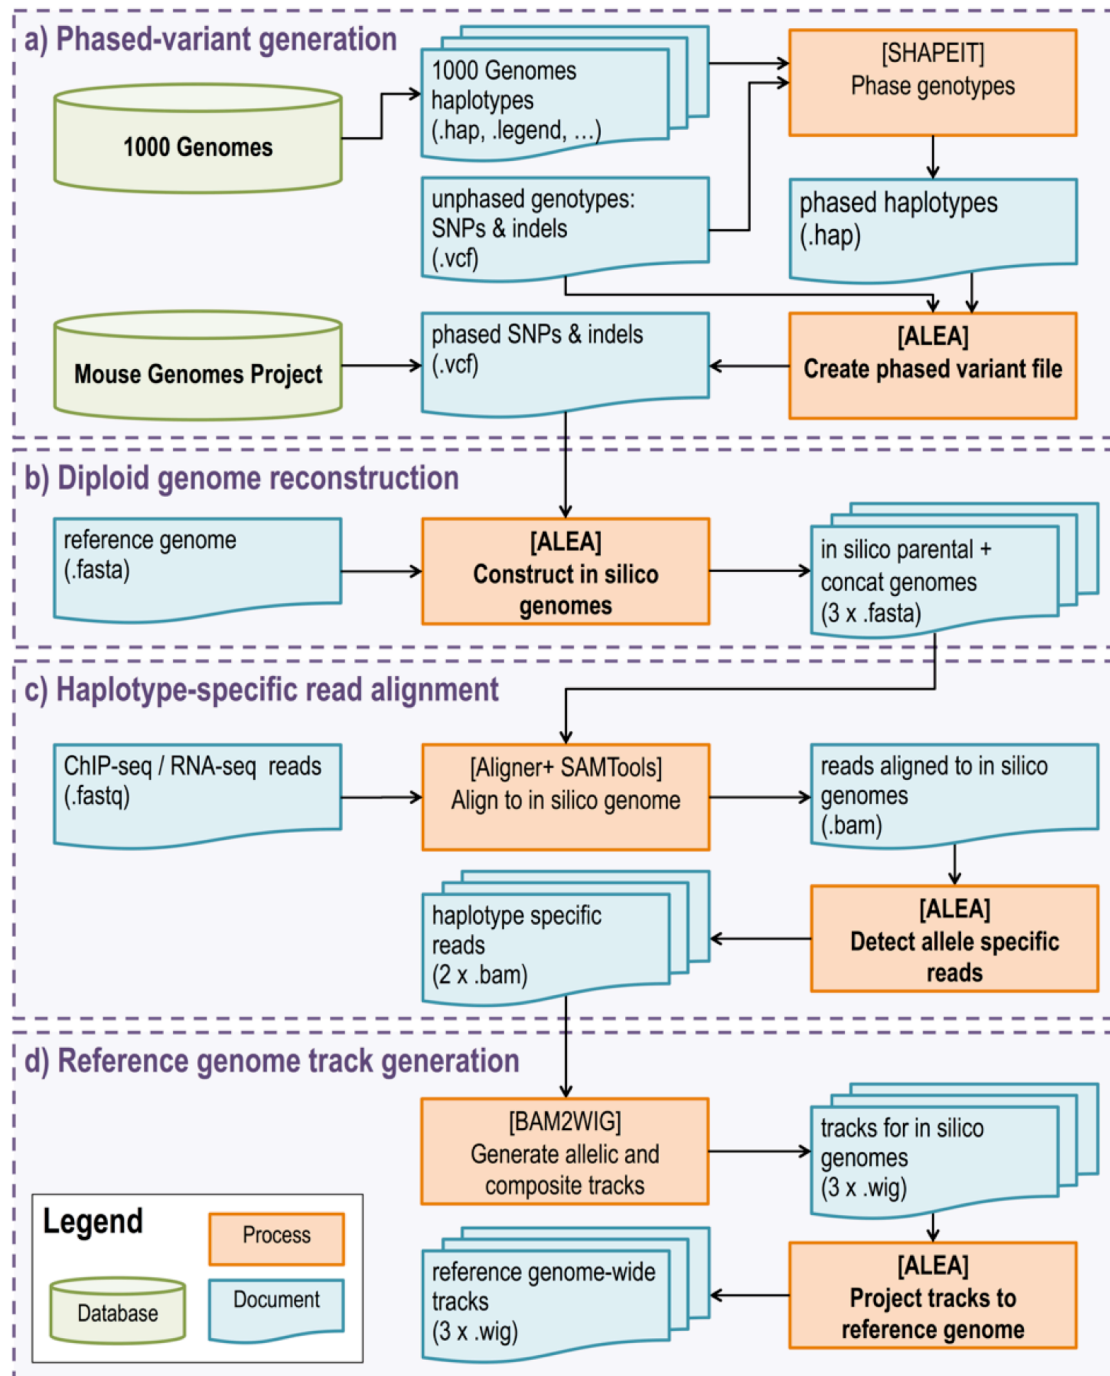 a) Phased-variant generation
1000 Genomes
1000 Genomes
haplotypes
(.hap, .legend, ...)
[SHAPEIT]
Phase genotypes
unphased genotypes:
SNPs & indels
(.vcf)
phased haplotypes
(.hap)
Mouse Genomes Project
phased SNPs & indels
(.vcf)
[ALEA]
Create phased variant file
b) Diploid genome reconstruction
reference genome
(.fasta)
[ALEA]
Construct in silico
genomes
in silico parental +
concat genomes
(3 x .fasta)
c) Haplotype-specific read alignment
ChIP-seq / RNA-seq reads
(.fastq)
[Aligner+ SAMTools]
Align to in silico genome
reads aligned to in silico
genomes
(.bam)
haplotype specific
reads
(2 x .bam)
[ALEA]
Detect allele specific
reads
d) Reference genome track generation
[BAM2WIG]
Generate allelic and
composite tracks
tracks for in silico
genomes
(3 x .wig)
Legend
Process
Database
Document
reference genome-wide
tracks
(3 x .wig)
[ALEA]
Project tracks to
reference genome